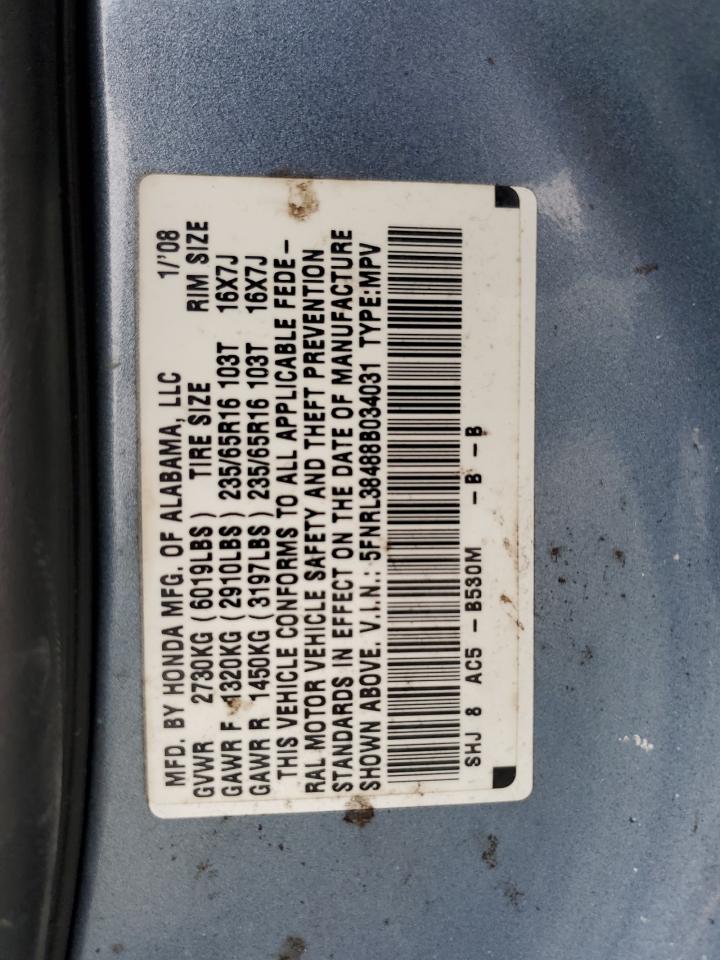 MFD. BY HONDA MFG. OF ALABAMA, LLC 1/'08
GVWR 2730KG (6019LBS) TIRE SIZE RIM SIZE
GAWR F 1320KG (2910LBS) 235/65R16 103T 16X7J
GAWR R 1450KG (3197LBS) 235/65R16 103T 16X7J
THIS VEHICLE CONFORMS TO ALL APPLICABLE FEDE-
RAL MOTOR VEHICLE SAFETY AND THEFT PREVENTION
STANDARDS IN EFFECT ON THE DATE OF MANUFACTURE
SHOWN ABOVE. V.I.N.: 5FNRL38488B034031 TYPE:MPV
SHJ 8 AC5 -B530M -B -B